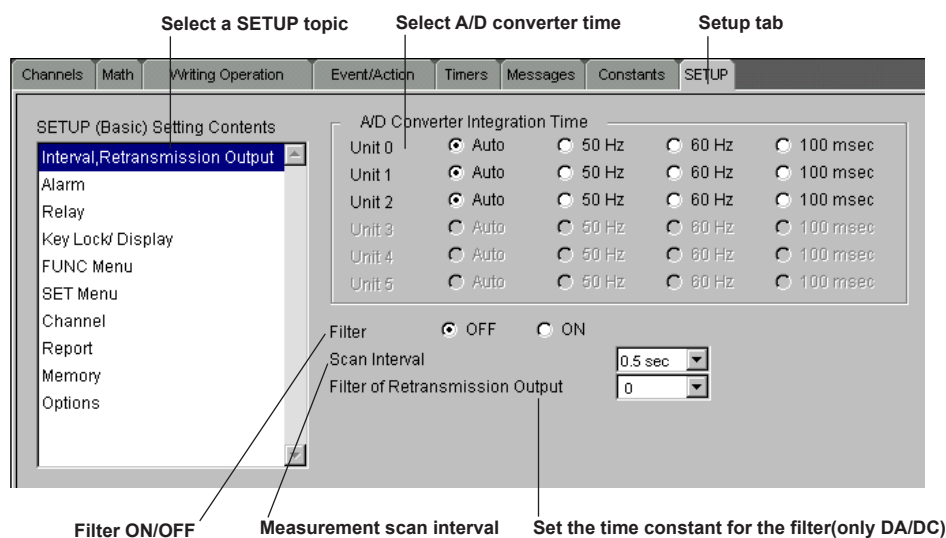 Select a SETUP topic Select A/D converter time Setup tab
Channels Math Writing Operation Event/Action Timers Messages Constants SETUP
SETUP (Basic) Setting Contents
Interval,Retransmission Output
Alarm
Relay
Key Lock/ Display
FUNC Menu
SET Menu
Channel
Report
Memory
Options
A/D Converter Integration Time
Unit 0 Auto 50 Hz 60 Hz 100 msec
Unit 1 Auto 50 Hz 60 Hz 100 msec
Unit 2 Auto 50 Hz 60 Hz 100 msec
Unit 3 Auto 50 Hz 60 Hz 100 msec
Unit 4 Auto 50 Hz 60 Hz 100 msec
Unit 5 Auto 50 Hz 60 Hz 100 msec
Filter OFF ON
Scan Interval 0.5 sec
Filter of Retransmission Output 0
Filter ON/OFF Measurement scan interval Set the time constant for the filter(only DA/DC)